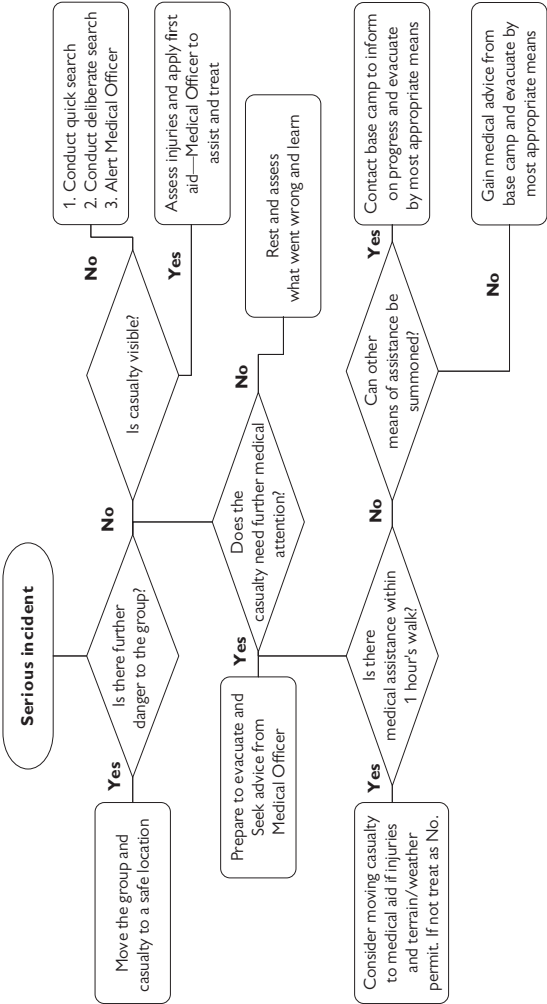 Serious incident
Is there further
danger to the group?
Yes
Move the group and
casualty to a safe location
No
Is casualty visible?
No
1. Conduct quick search
2. Conduct deliberate search
3. Alert Medical Officer
Yes
Assess injuries and apply first
aid—Medical Officer to
assist and treat
Does the
casualty need further medical
attention?
No
Rest and assess
what went wrong and learn
Yes
Prepare to evacuate and
Seek advice from
Medical Officer
Is there
medical assistance within
1 hour's walk?
Yes
Consider moving casualty
to medical aid if injuries
and terrain/weather
permit. If not treat as No.
No
Can other
means of assistance be
summoned?
Yes
Contact base camp to inform
on progress and evacuate
by most appropriate means
No
Gain medical advice from
base camp and evacuate by
most appropriate means